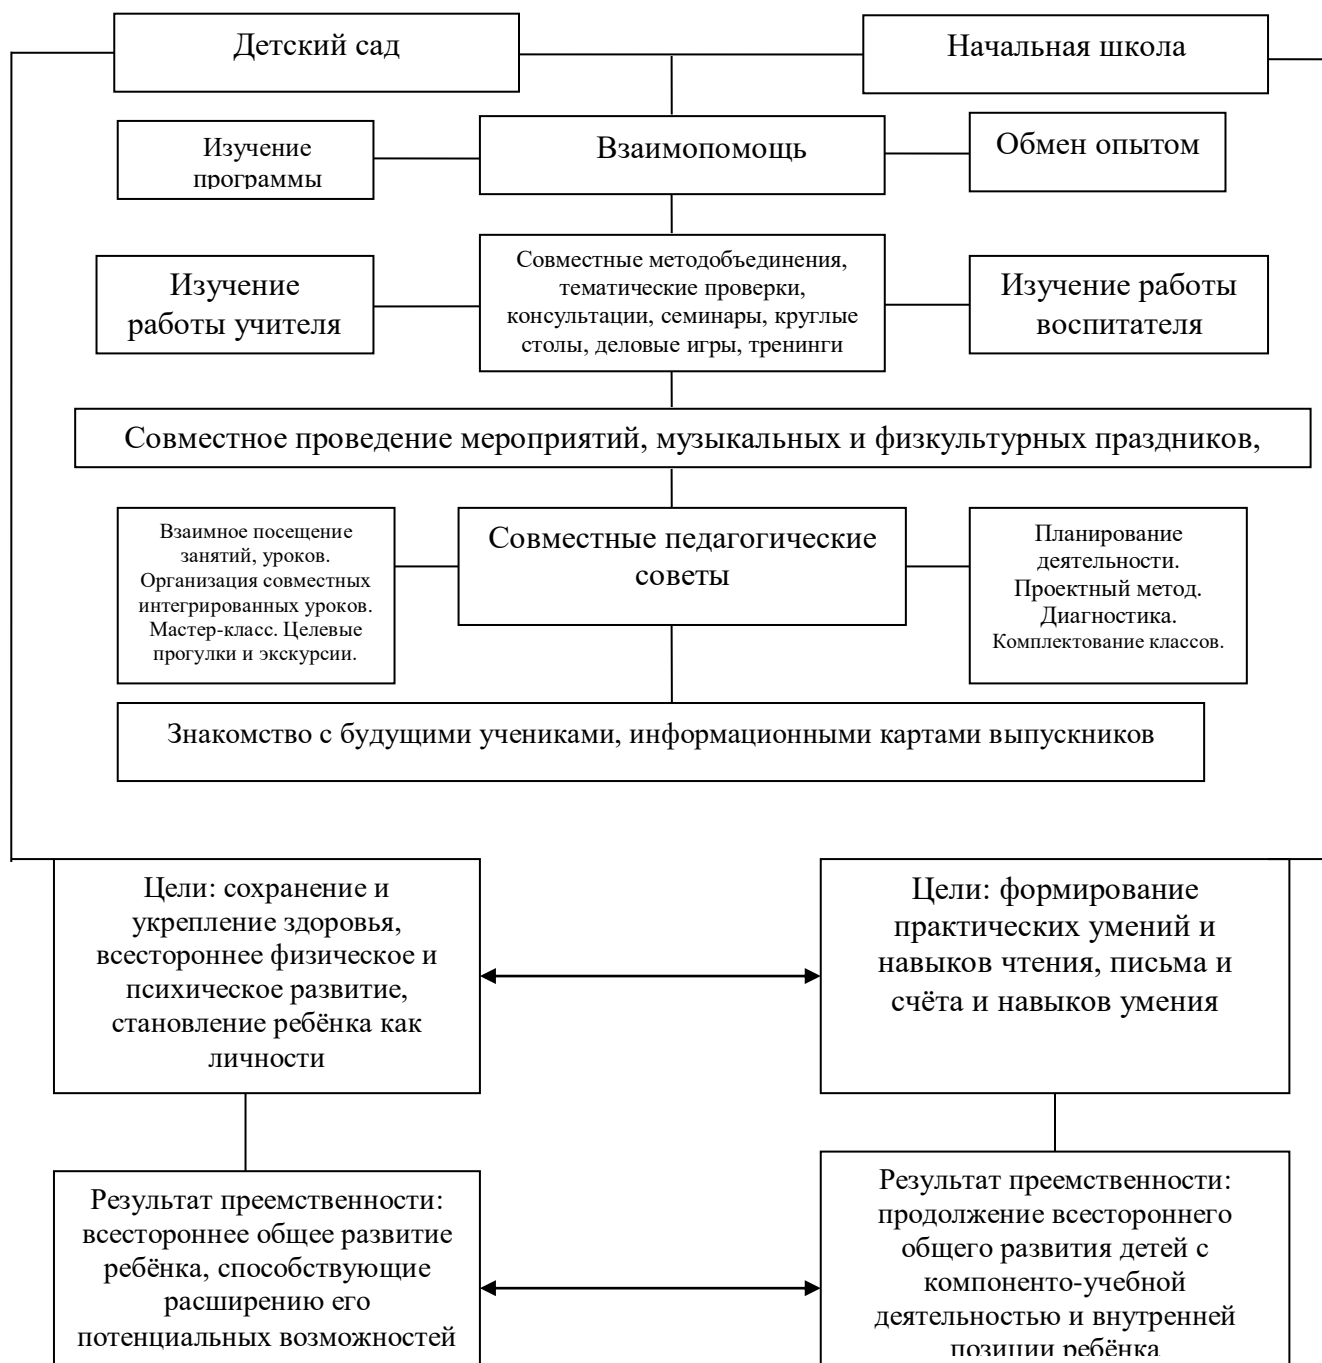 Детский сад
Начальная школа
Изучение
программы
Взаимопомощь
Обмен опытом
Изучение
работы учителя
Совместные методобъединения,
тематические проверки,
консультации, семинары, круглые
столы, деловые игры, тренинги
Изучение работы
воспитателя
Совместное проведение мероприятий, музыкальных и физкультурных праздников,
Взаимное посещение
занятий, уроков.
Организация совместных
интегрированных уроков.
Мастер-класс. Целевые
прогулки и экскурсии.
Совместные педагогические
советы
Планирование
деятельности.
Проектный метод.
Диагностика.
Комплектование классов.
Знакомство с будущими учениками, информационными картами выпускников
Цели: сохранение и
укрепление здоровья,
всестороннее физическое и
психическое развитие,
становление ребёнка как
личности
Цели: формирование
практических умений и
навыков чтения, письма и
счёта и навыков умения
Результат преемственности:
всестороннее общее развитие
ребёнка, способствующие
расширению его
потенциальных возможностей
Результат преемственности:
продолжение всестороннего
общего развития детей с
компоненто-учебной
деятельностью и внутренней
позиции ребёнка